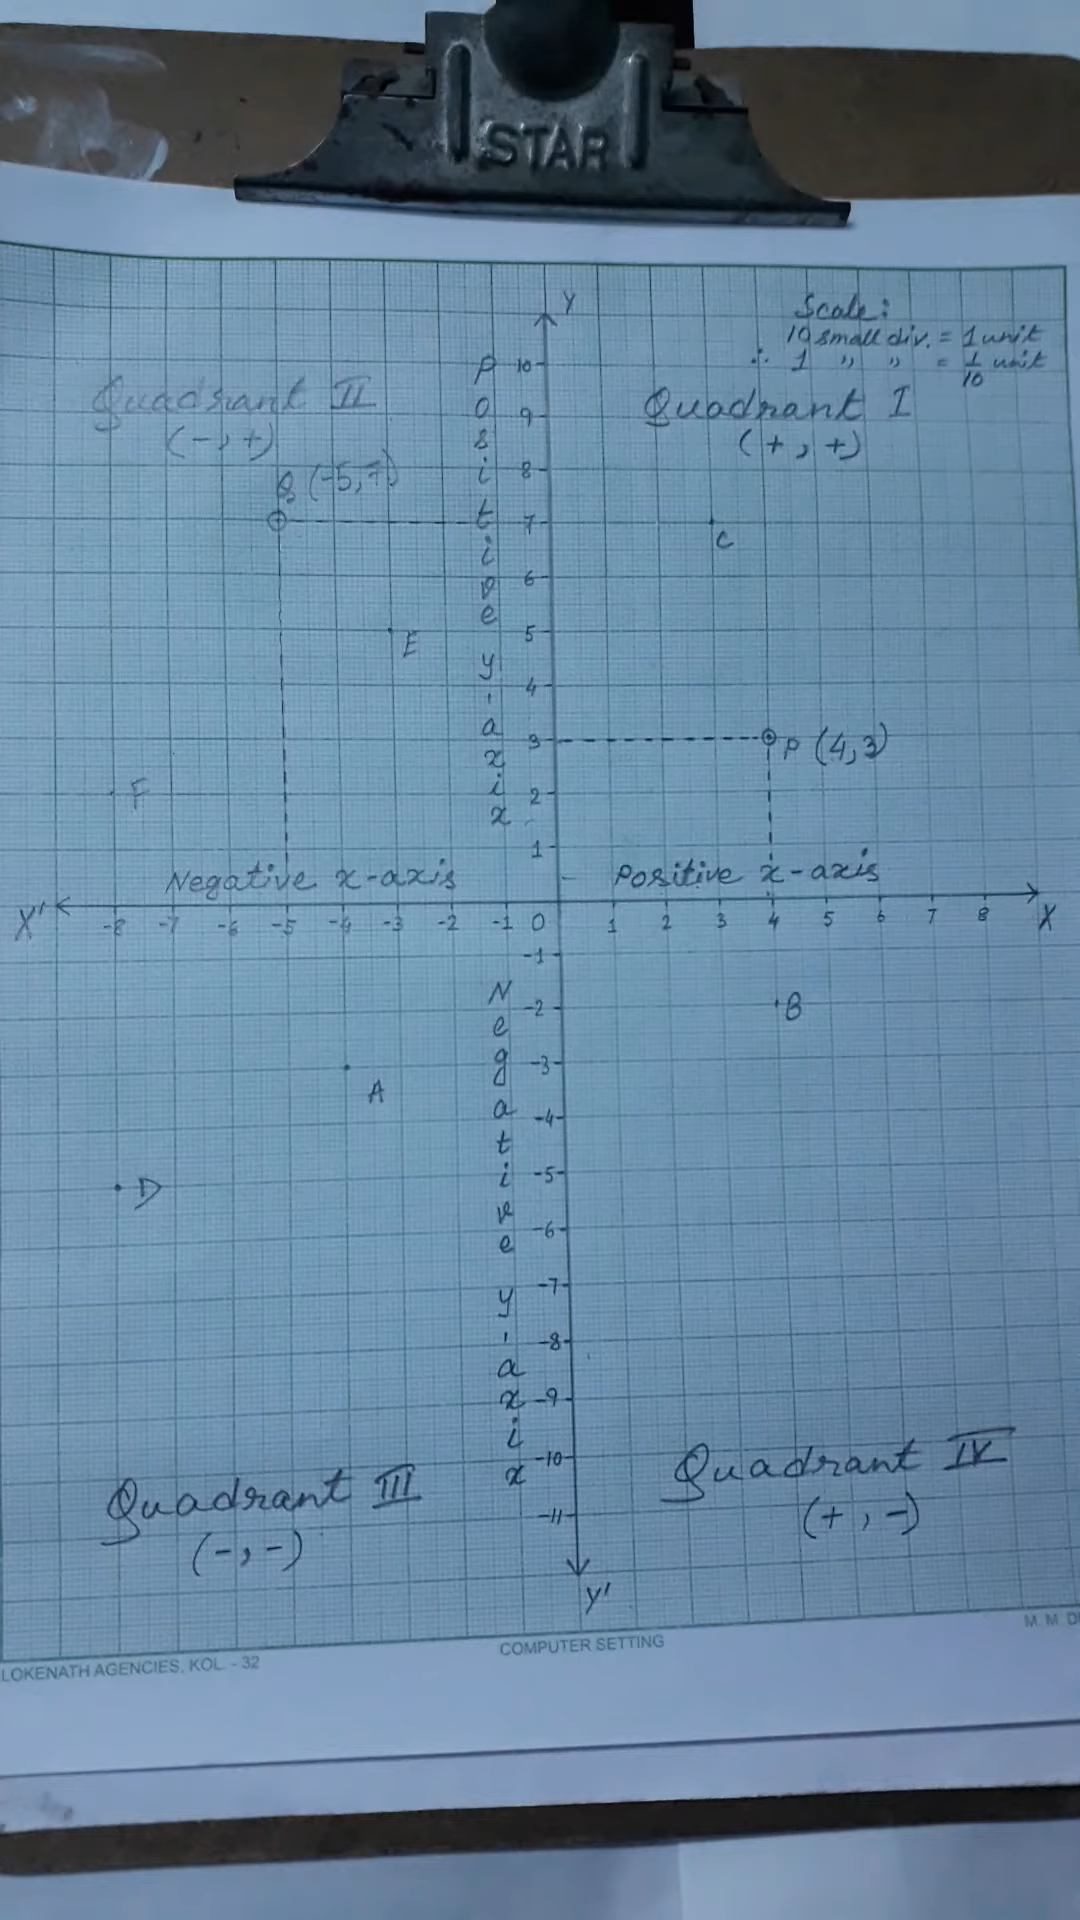 STAR
Y
Scale:
10 small div. = 1 unit
∴ 1 ,, ,, = 1/10 unit
Quadrant II
(-, +)
Quadrant I
(+, +)
Positive y-axix
10
9
8
7
6
5
4
3
2
1
(-5, 7)
C
E
P (4, 3)
F
Negative x-axis
Positive x-axis
X' -8 -7 -6 -5 -4 -3 -2 -1 0 1 2 3 4 5 6 7 8 X
-1
-2
-3
-4
-5
-6
-7
-8
-9
-10
-11
Negative y-axix
B
A
D
Quadrant III
(-, -)
Quadrant IV
(+, -)
Y'
LOKENATH AGENCIES, KOL. - 32
COMPUTER SETTING
M. M. D